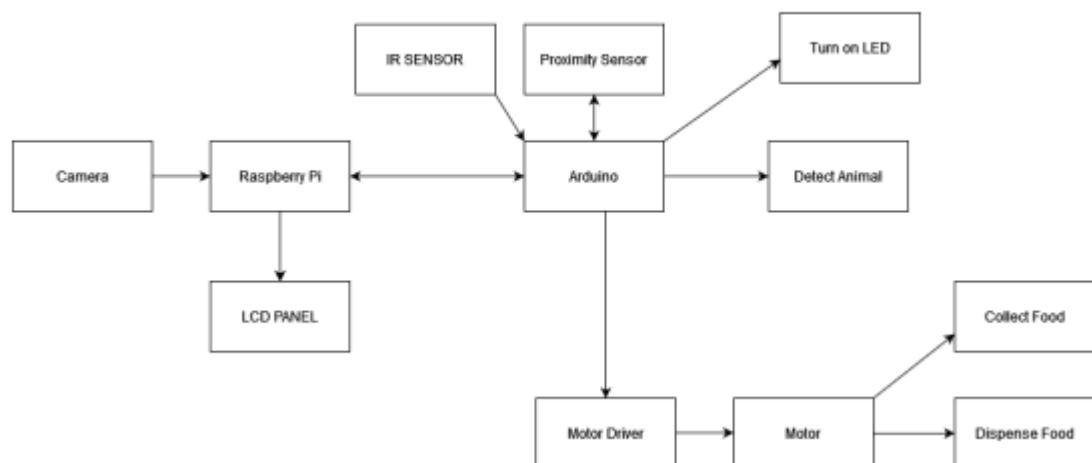 Turn on LED
IR SENSOR
Proximity Sensor
Camera
Raspberry Pi
Arduino
Detect Animal
LCD PANEL
Collect Food
Motor Driver
Motor
Dispense Food